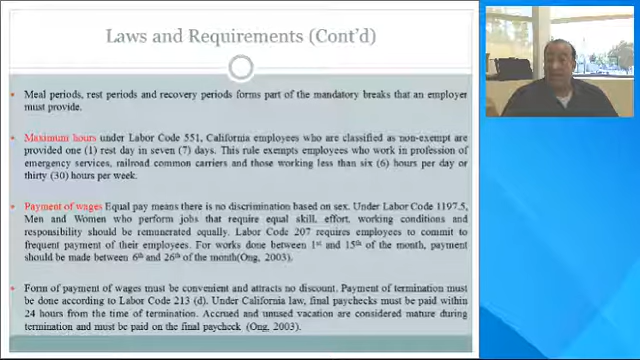 Laws and Requirements (Cont'd)
• Meal periods, rest periods and recovery periods forms part of the mandatory breaks that an employer
must provide.
• Maximum hours under Labor Code 551, California employees who are classified as non-exempt are
provided one (1) rest day in seven (7) days. This rule exempts employees who work in profession of
emergency services, railroad common carriers and those working less than six (6) hours per day or
thirty (30) hours per week.
• Payment of wages Equal pay means there is no discrimination based on sex. Under Labor Code 1197.5,
Men and Women who perform jobs that require equal skill, effort, working conditions and
responsibility should be remunerated equally. Labor Code 207 requires employees to commit to
frequent payment of their employees. For works done between 1st and 15th of the month, payment
should be made between 6th and 26th of the month(Ong, 2003).
• Form of payment of wages must be convenient and attracts no discount. Payment of termination must
be done according to Labor Code 213 (d). Under California law, final paychecks must be paid within
24 hours from the time of termination. Accrued and unused vacation are considered mature during
termination and must be paid on the final paycheck (Ong, 2003).